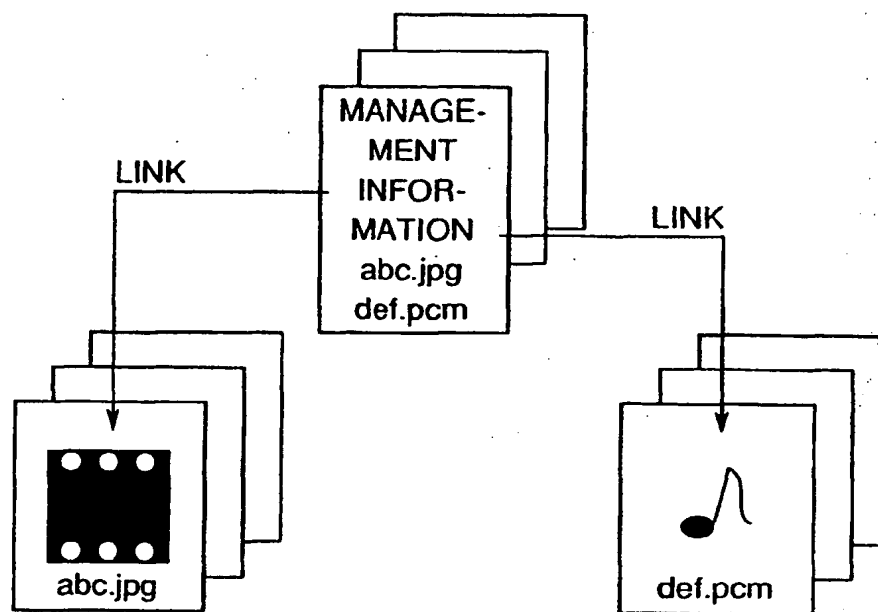 MANAGE-
MENT
INFOR-
MATION
abc.jpg
def.pcm
LINK
LINK
abc.jpg
def.pcm